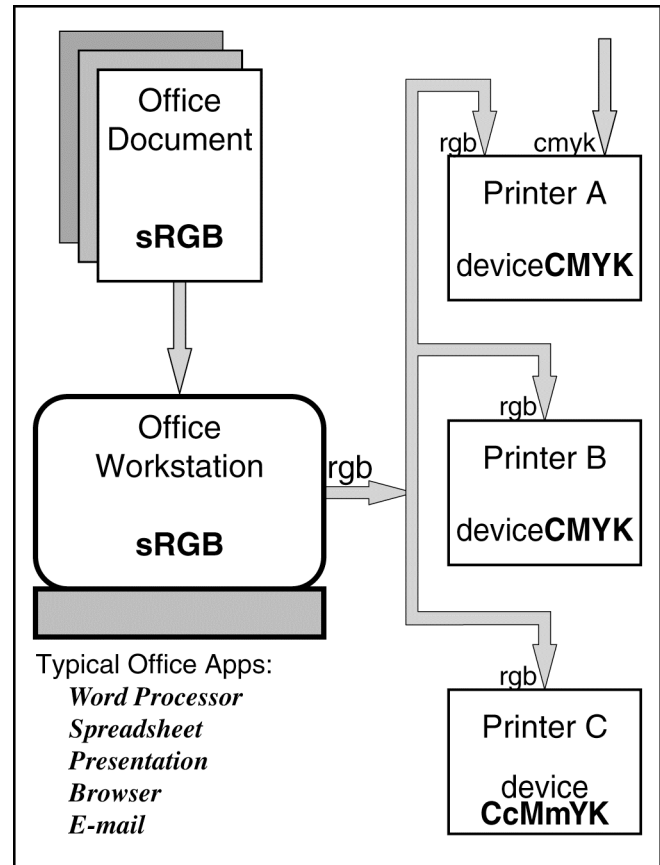 Office
Document
sRGB
Office
Workstation
sRGB
rgb
Typical Office Apps:
Word Processor
Spreadsheet
Presentation
Browser
E-mail
rgb
cmyk
Printer A
deviceCMYK
rgb
Printer B
deviceCMYK
rgb
Printer C
device
CcMmYK